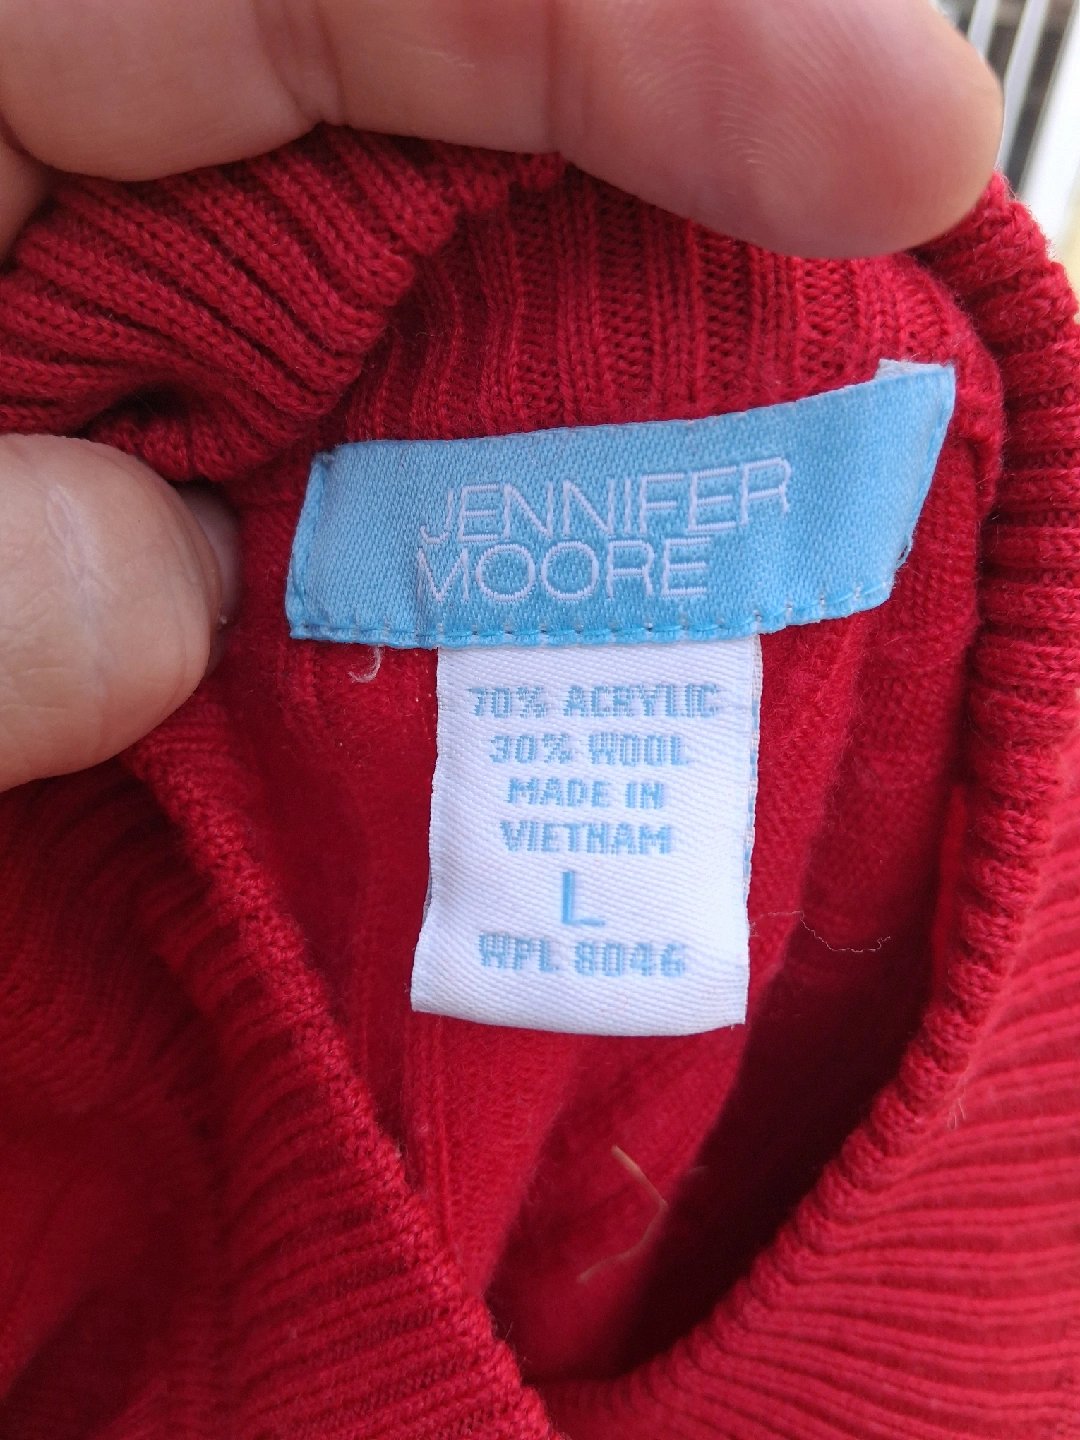 JENNIFER
MOORE
70% ACRYLIC
30% WOOL
MADE IN
VIETNAM
L
WPL 8046